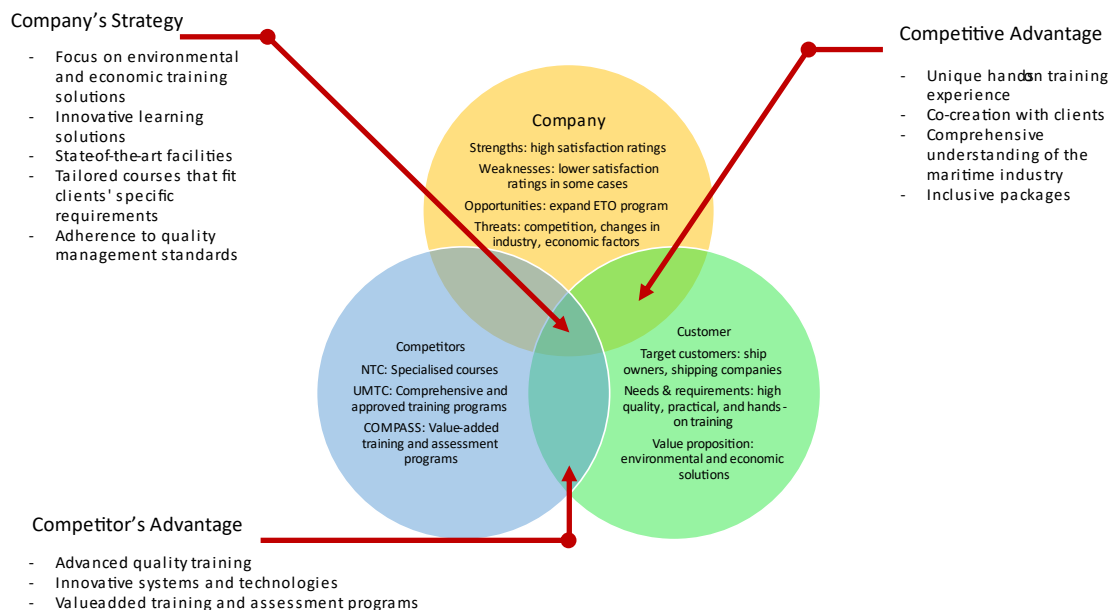 Company's Strategy
- Focus on environmental
and economic training
solutions
- Innovative learning
solutions
- State-of-the-art facilities
- Tailored courses that fit
clients' specific
requirements
- Adherence to quality
management standards
Competitive Advantage
- Unique hands-on training
experience
- Co-creation with clients
- Comprehensive
understanding of the
maritime industry
- Inclusive packages
Company
Strengths: high satisfaction ratings
Weaknesses: lower satisfaction
ratings in some cases
Opportunities: expand ETO program
Threats: competition, changes in
industry, economic factors
Competitors
NTC: Specialised courses
UMTC: Comprehensive and
approved training programs
COMPASS: Value-added
training and assessment
programs
Customer
Target customers: ship
owners, shipping companies
Needs & requirements: high
quality, practical, and hands-
on training
Value proposition:
environmental and economic
solutions
Competitor's Advantage
- Advanced quality training
- Innovative systems and technologies
- Valueadded training and assessment programs